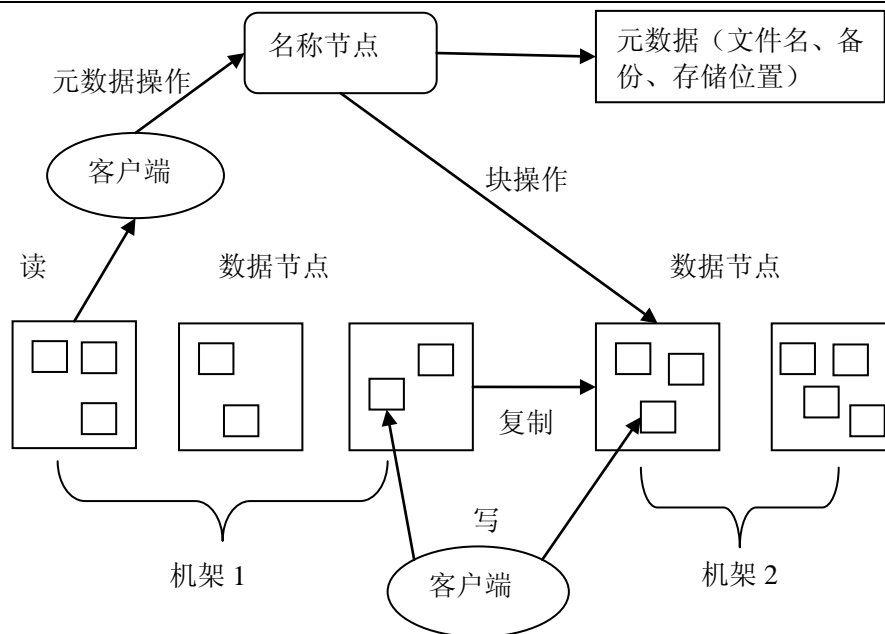 名称节点
元数据（文件名、备
份、存储位置）
元数据操作
客户端
块操作
读
数据节点
数据节点
复制
写
机架 1
客户端
机架 2